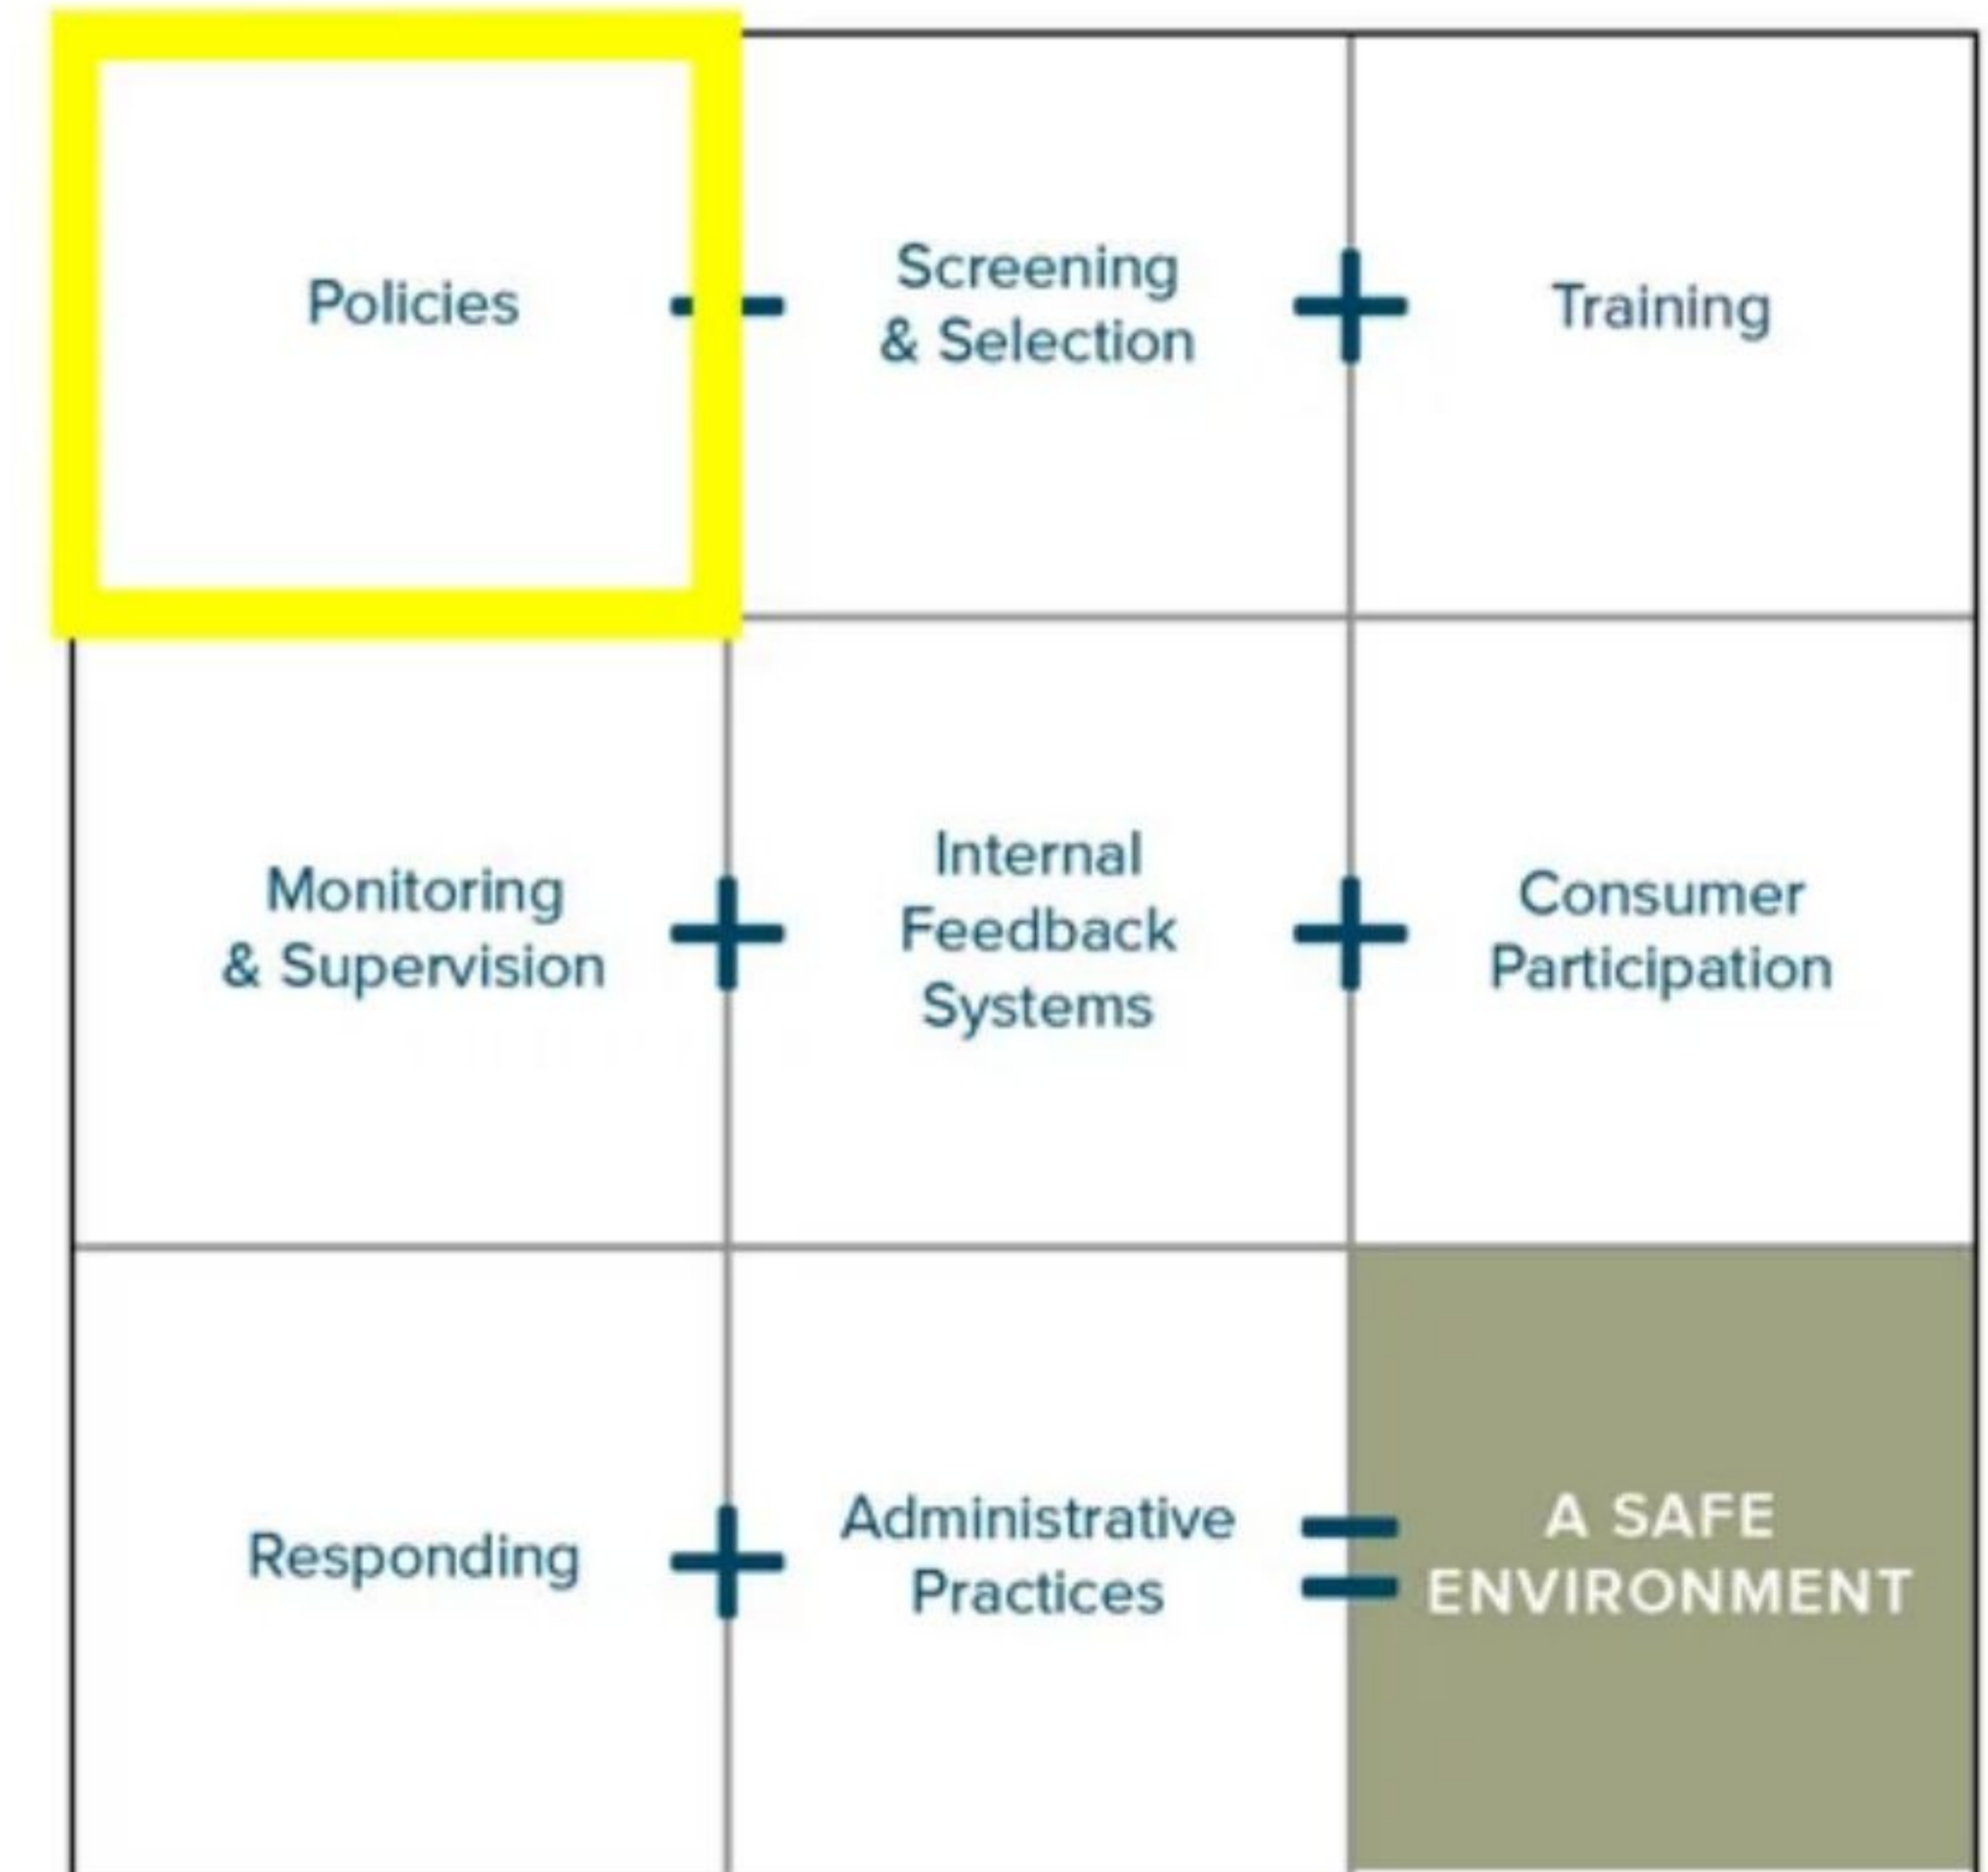 Policies
Screening
& Selection
+
Training
Monitoring
& Supervision
+
Internal
Feedback
Systems
+
Consumer
Participation
Responding
+
Administrative
Practices
=
A SAFE
ENVIRONMENT